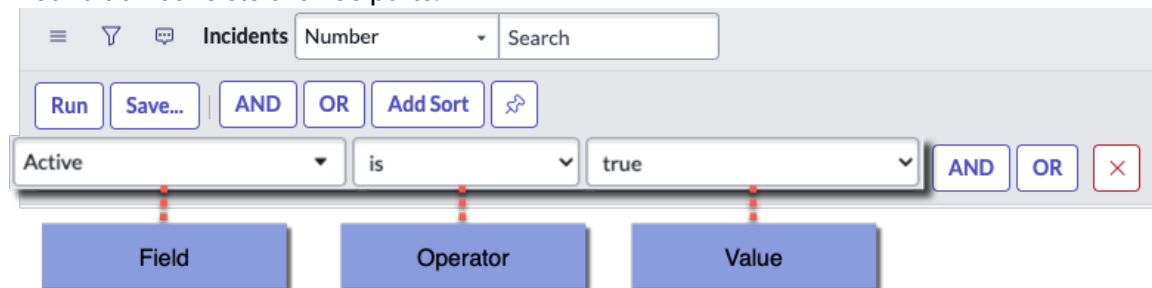 Incidents Number Search
Run Save... AND OR Add Sort
Active is true AND OR
Field Operator Value